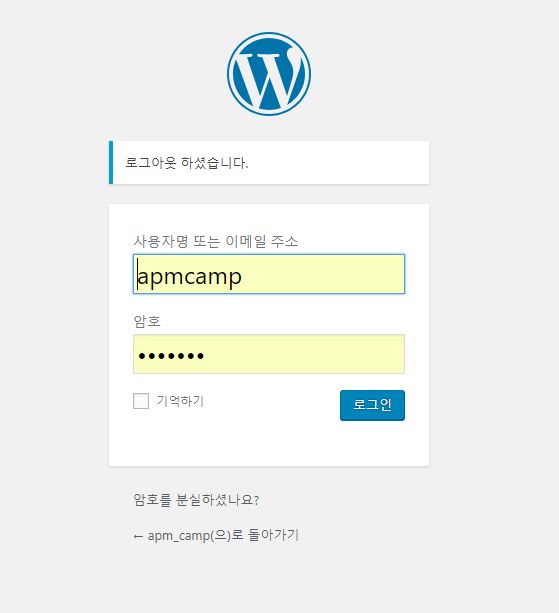 로그아웃 하셨습니다.
사용자명 또는 이메일 주소
apmcamp
암호
•••••••
기억하기
로그인
암호를 분실하셨나요?
← apm_camp(으)로 돌아가기